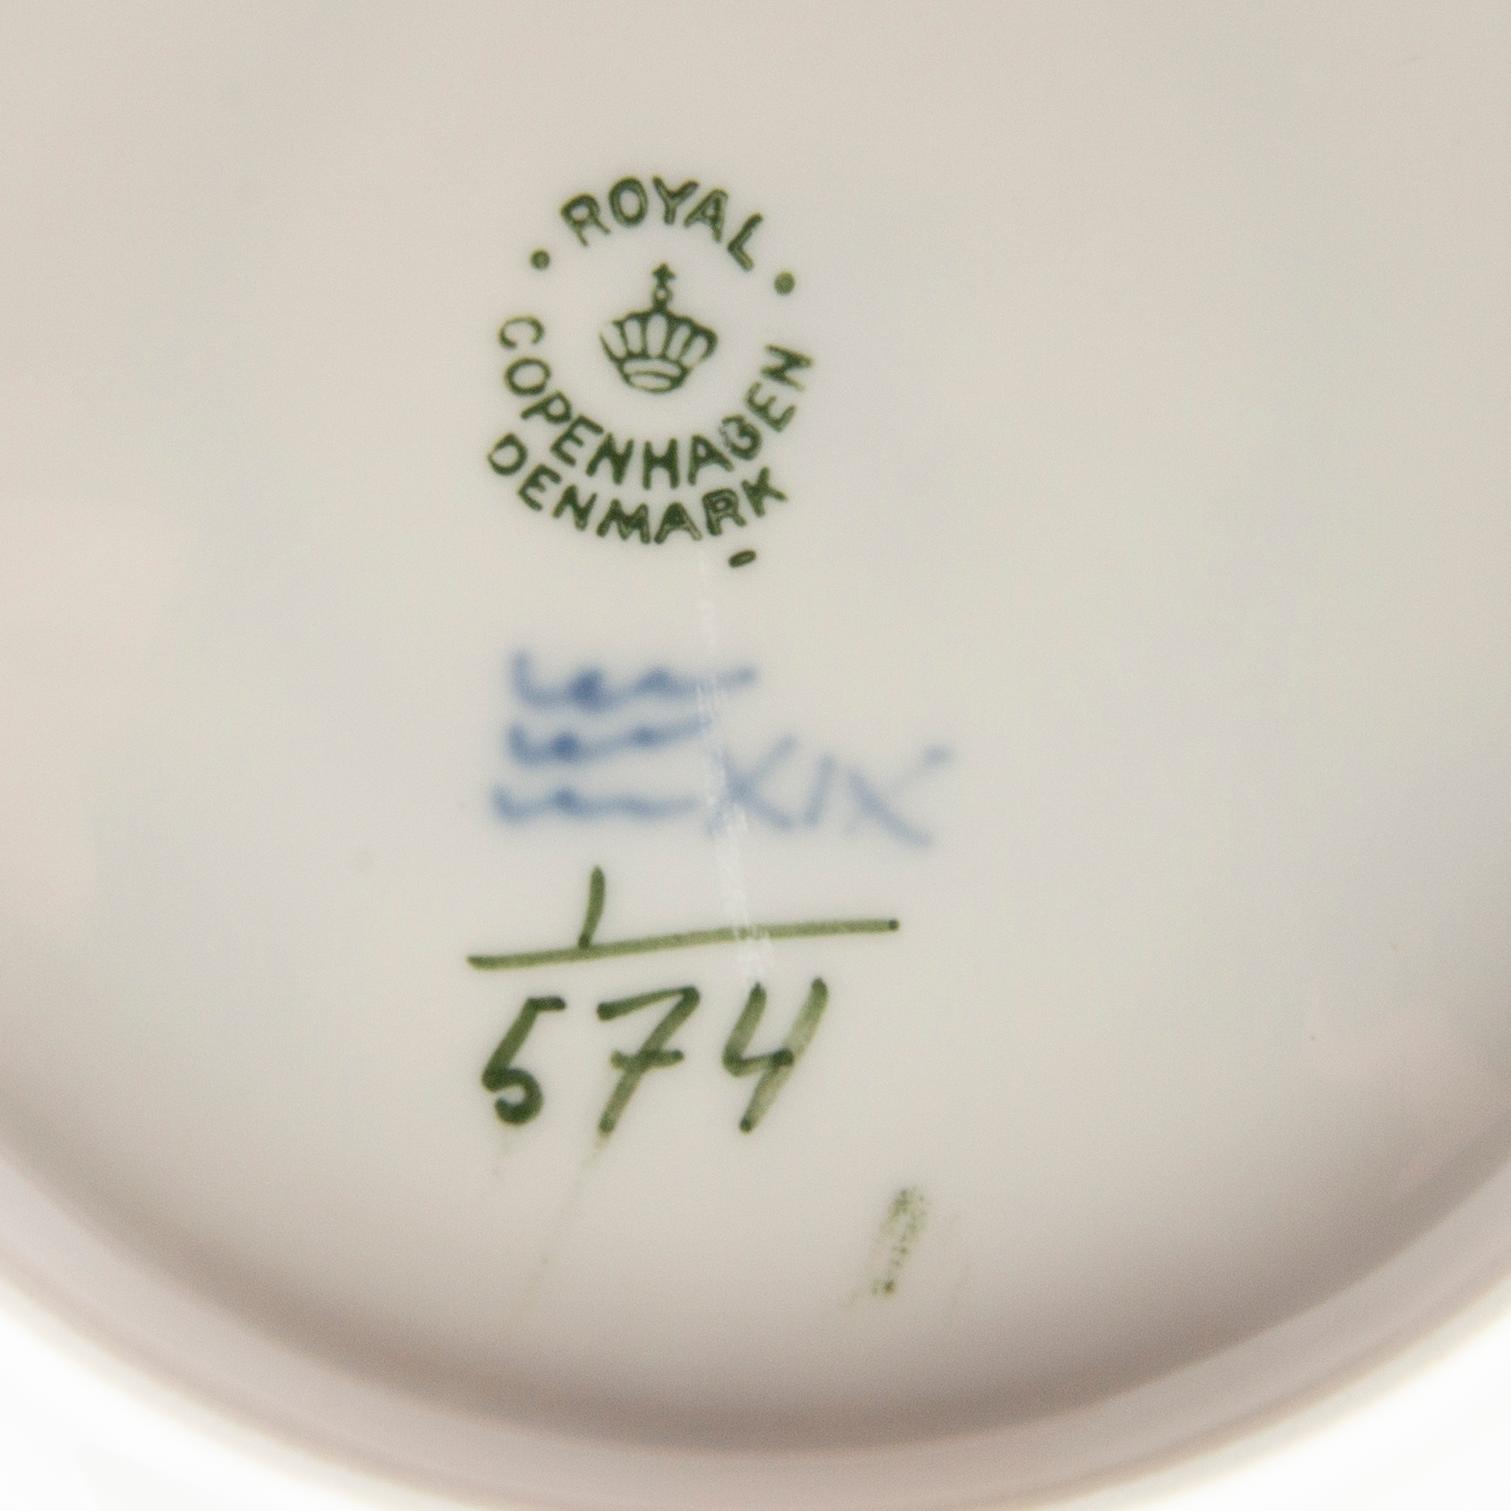 ROYAL
COPENHAGEN
DENMARK
XIX
1
574